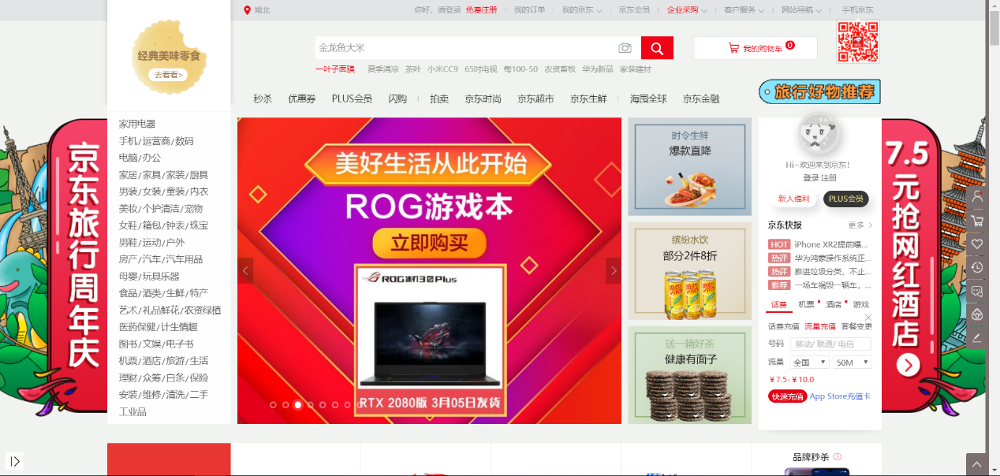 湖北
你好，请登录 免费注册
我的订单
我的京东
京东会员
企业采购
客户服务
网站导航
手机京东
经典美味零食
去看看>
金龙鱼大米
我的购物车
0
一叶子面膜 夏季清凉 茶叶 小米CC9 65吋电视 每100-50 农资畜牧 华为新品 家装建材
旅行好物推荐
秒杀 优惠券 PLUS会员 闪购 拍卖 京东时尚 京东超市 京东生鲜 海囤全球 京东金融
京东旅行周年庆
家用电器
手机/运营商/数码
电脑/办公
家居/家具/家装/厨具
男装/女装/童装/内衣
美妆/个护清洁/宠物
女鞋/箱包/钟表/珠宝
男鞋/运动/户外
房产/汽车/汽车用品
母婴/玩具乐器
食品/酒类/生鲜/特产
艺术/礼品鲜花/农资绿植
医药保健/计生情趣
图书/文娱/电子书
机票/酒店/旅游/生活
理财/众筹/白条/保险
安装/维修/清洗/二手
工业品
美好生活从此开始
ROG游戏本
立即购买
ROG冰刃3S Plus
RTX 2080版 3月05日发货
时令生鲜
爆款直降
缤纷水饮
部分2件8折
送一箱好茶
健康有面子
Hi~欢迎来到京东!
登录 注册
新人福利
PLUS会员
京东快报
更多
HOT iPhone XR2提前曝...
热评 华为鸿蒙操作系统正...
热评 推进垃圾分类，不止...
推荐 一场车祸毁一辆车，...
话费 机票 酒店 游戏
话费充值 流量充值 套餐变更
号码 移动/ 联通/ 电信
流量 全国 50M
￥7.5-￥10.0
快速充值 App Store充值卡
7.5元抢网红酒店
品牌秒杀